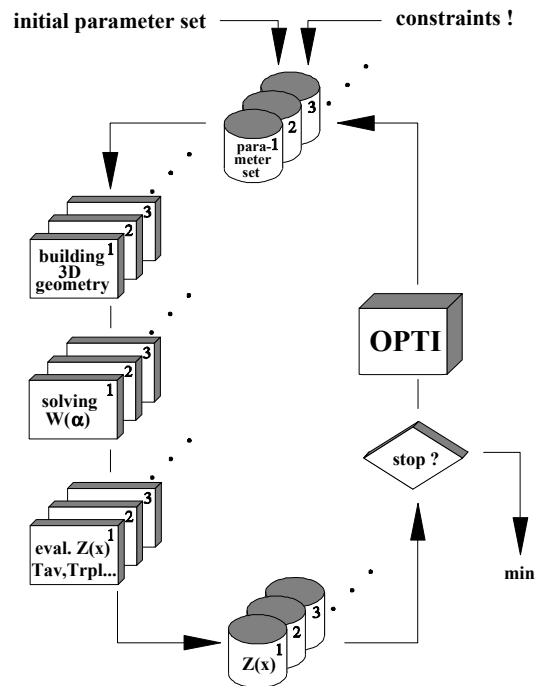 initial parameter set
constraints !
3
2
1
para-
meter
set
3
2
1
building
3D
geometry
3
2
1
solving
W(α)
OPTI
stop ?
3
2
1
eval. Z(x)
Tav,Trpl...
min
3
2
1
Z(x)